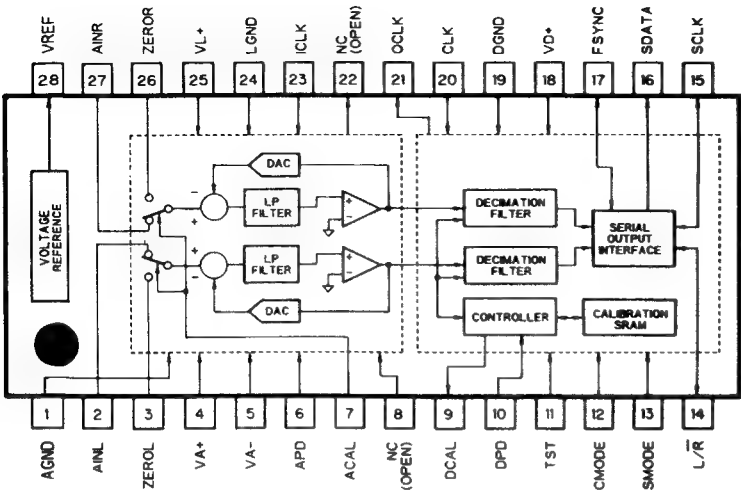 VREF
AINR
ZEROR
VL+
LGND
ICLK
NC
(OPEN)
OCLK
CLK
DGND
VD+
FSYNC
SDATA
SCLK
28
27
26
25
24
23
22
21
20
19
18
17
16
15
VOLTAGE
REFERENCE
DAC
-
+
LP
FILTER
+
-
DECIMATION
FILTER
SERIAL
OUTPUT
INTERFACE
+
-
LP
FILTER
+
-
DECIMATION
FILTER
DAC
CONTROLLER
CALIBRATION
SRAM
1
2
3
4
5
6
7
8
9
10
11
12
13
14
AGND
AINL
ZEROL
VA+
VA-
APD
ACAL
NC
(OPEN)
DCAL
DPD
TST
CMODE
SMODE
L̅/R